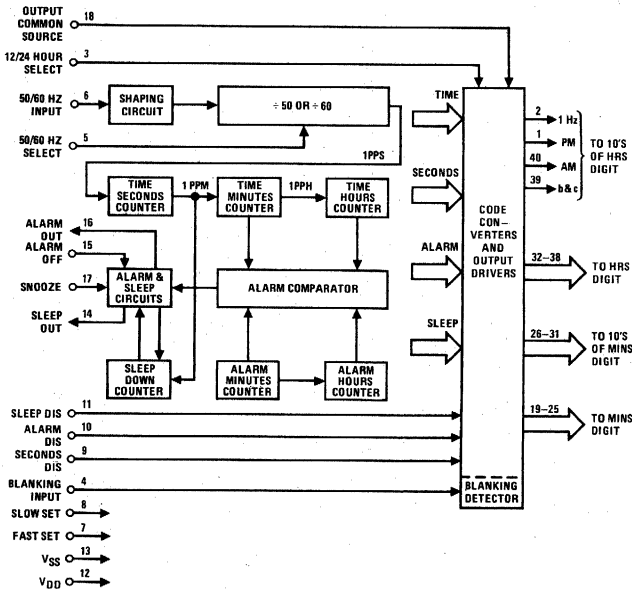 OUTPUT
COMMON
SOURCE
18
12/24 HOUR
SELECT
3
50/60 HZ
INPUT
6
SHAPING
CIRCUIT
÷50 OR ÷60
50/60 HZ
SELECT
5
1PPS
TIME
SECONDS
COUNTER
1 PPM
TIME
MINUTES
COUNTER
1PPH
TIME
HOURS
COUNTER
ALARM
OUT
16
ALARM
OFF
15
SNOOZE
17
SLEEP
OUT
14
ALARM &
SLEEP
CIRCUITS
ALARM COMPARATOR
SLEEP
DOWN
COUNTER
ALARM
MINUTES
COUNTER
ALARM
HOURS
COUNTER
SLEEP DIS
11
ALARM
DIS
10
SECONDS
DIS
9
BLANKING
INPUT
4
SLOW SET
8
FAST SET
7
VSS
13
VDD
12
TIME
SECONDS
ALARM
SLEEP
CODE
CON-
VERTERS
AND
OUTPUT
DRIVERS
BLANKING
DETECTOR
2
1 Hz
1
PM
40
AM
39
b & c
TO 10'S
OF HRS
DIGIT
32–38
TO HRS
DIGIT
26–31
TO 10'S
OF MINS
DIGIT
19–25
TO MINS
DIGIT